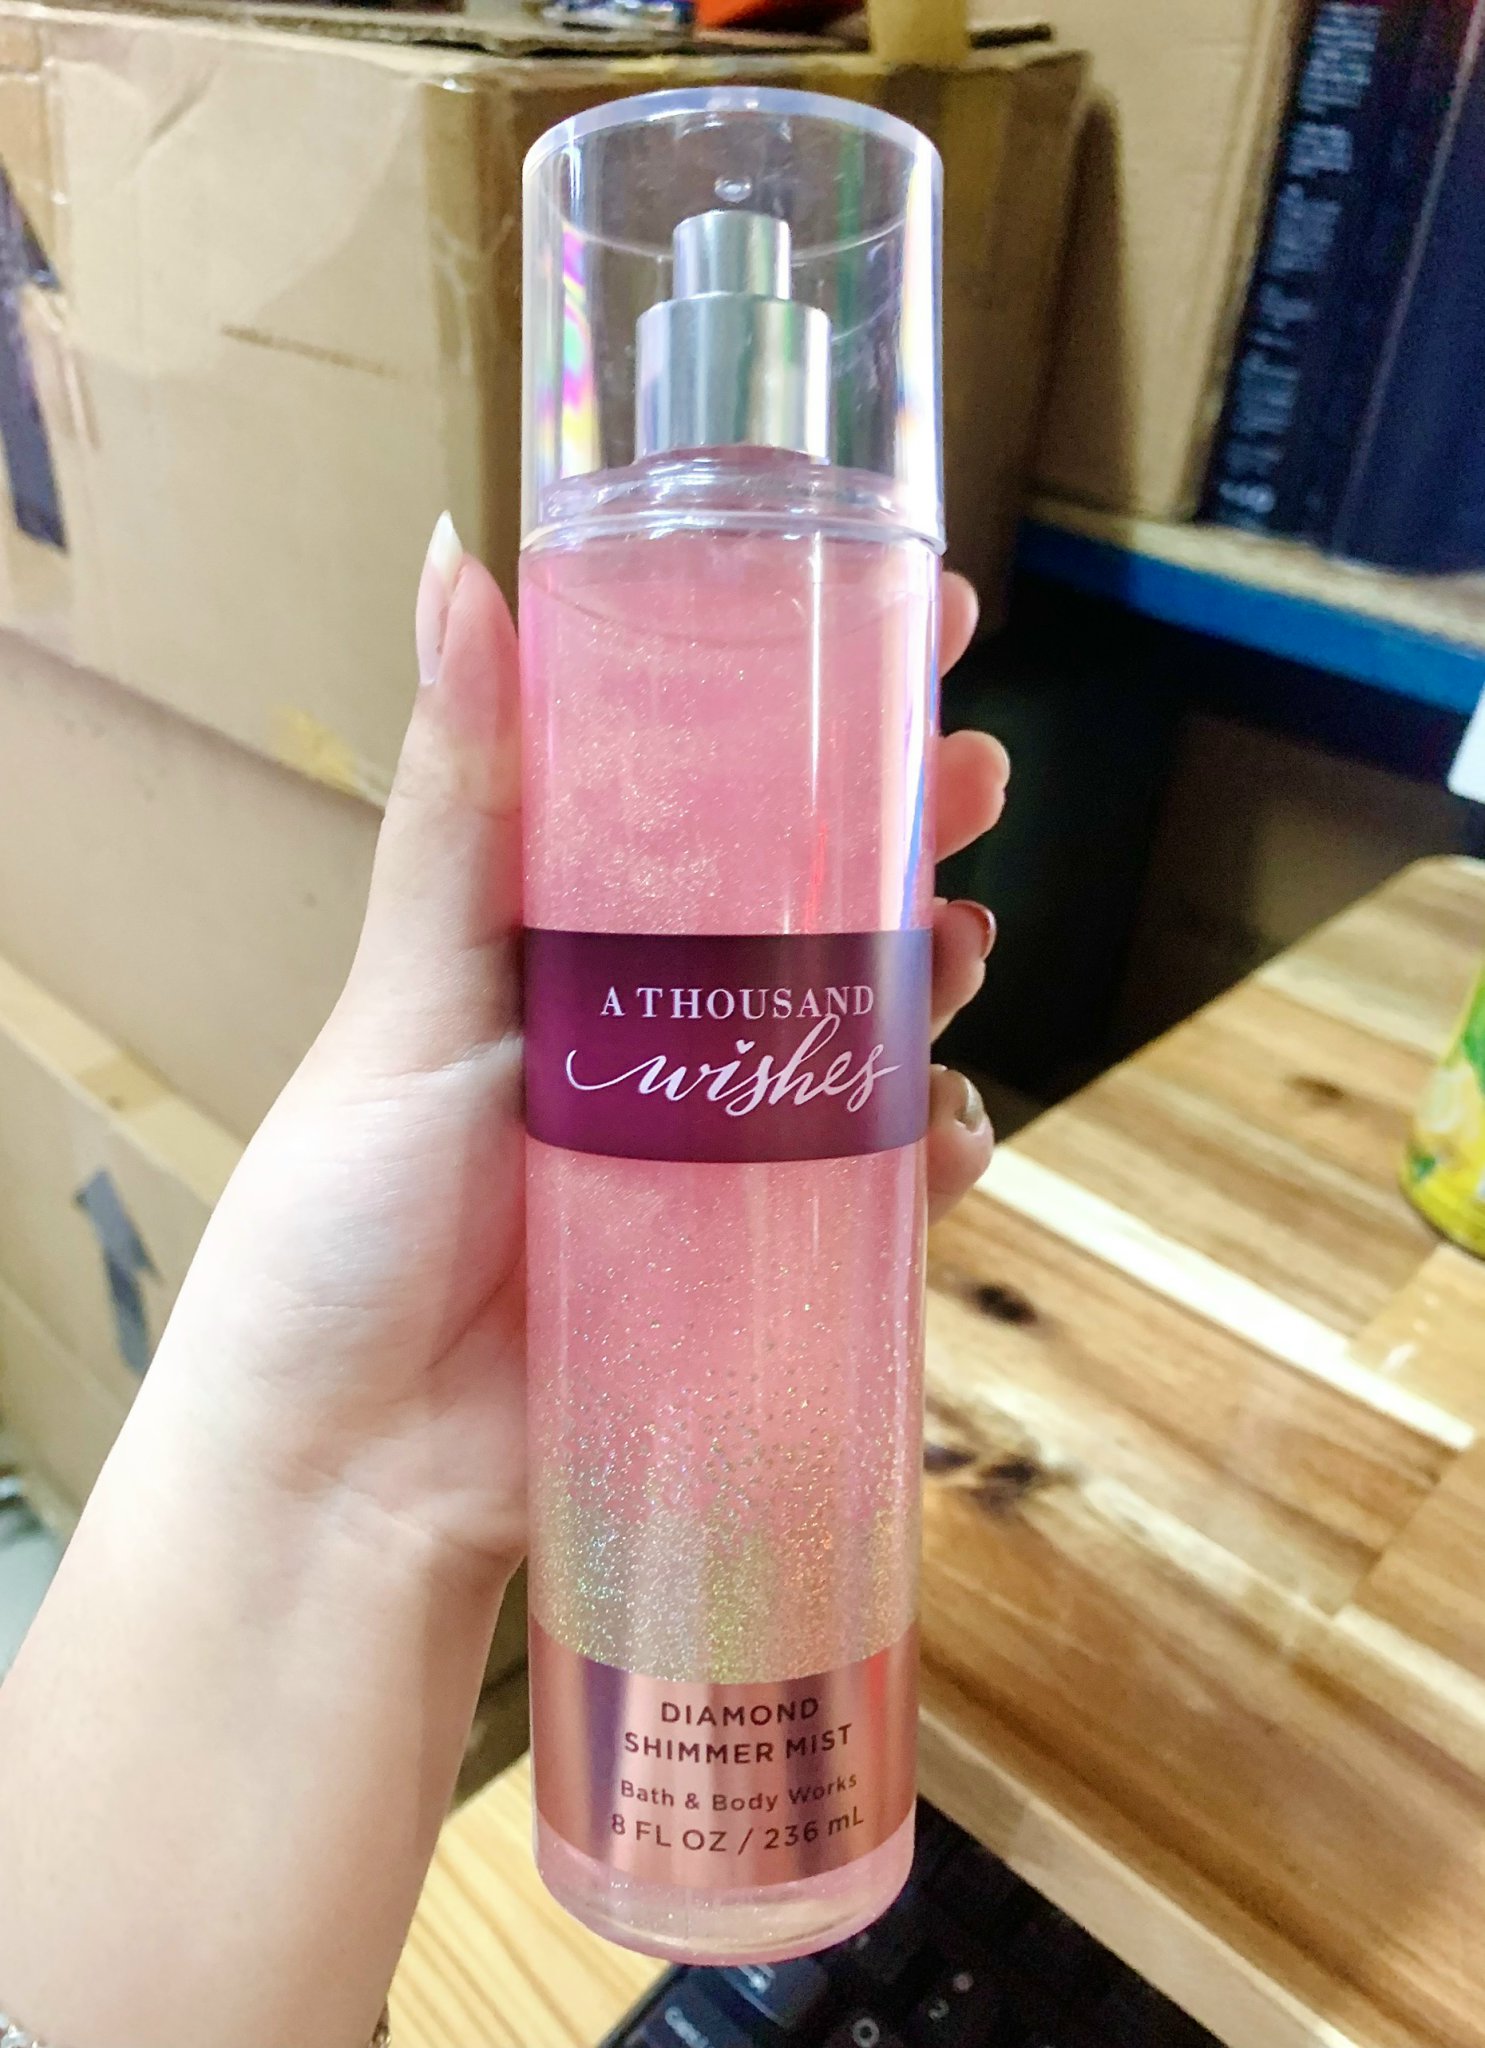 A THOUSAND
wishes
DIAMOND
SHIMMER MIST
Bath & Body Works
8 FL OZ / 236 mL